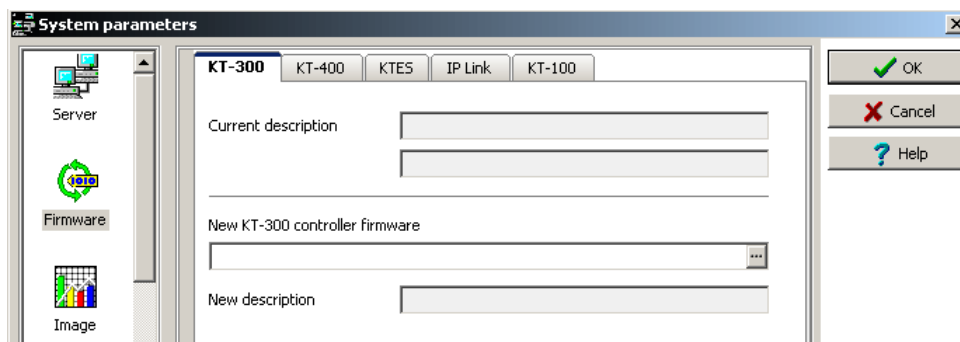 System parameters
Server
Firmware
Image
KT-300 KT-400 KTES IP Link KT-100
Current description
New KT-300 controller firmware
...
New description
OK
Cancel
? Help